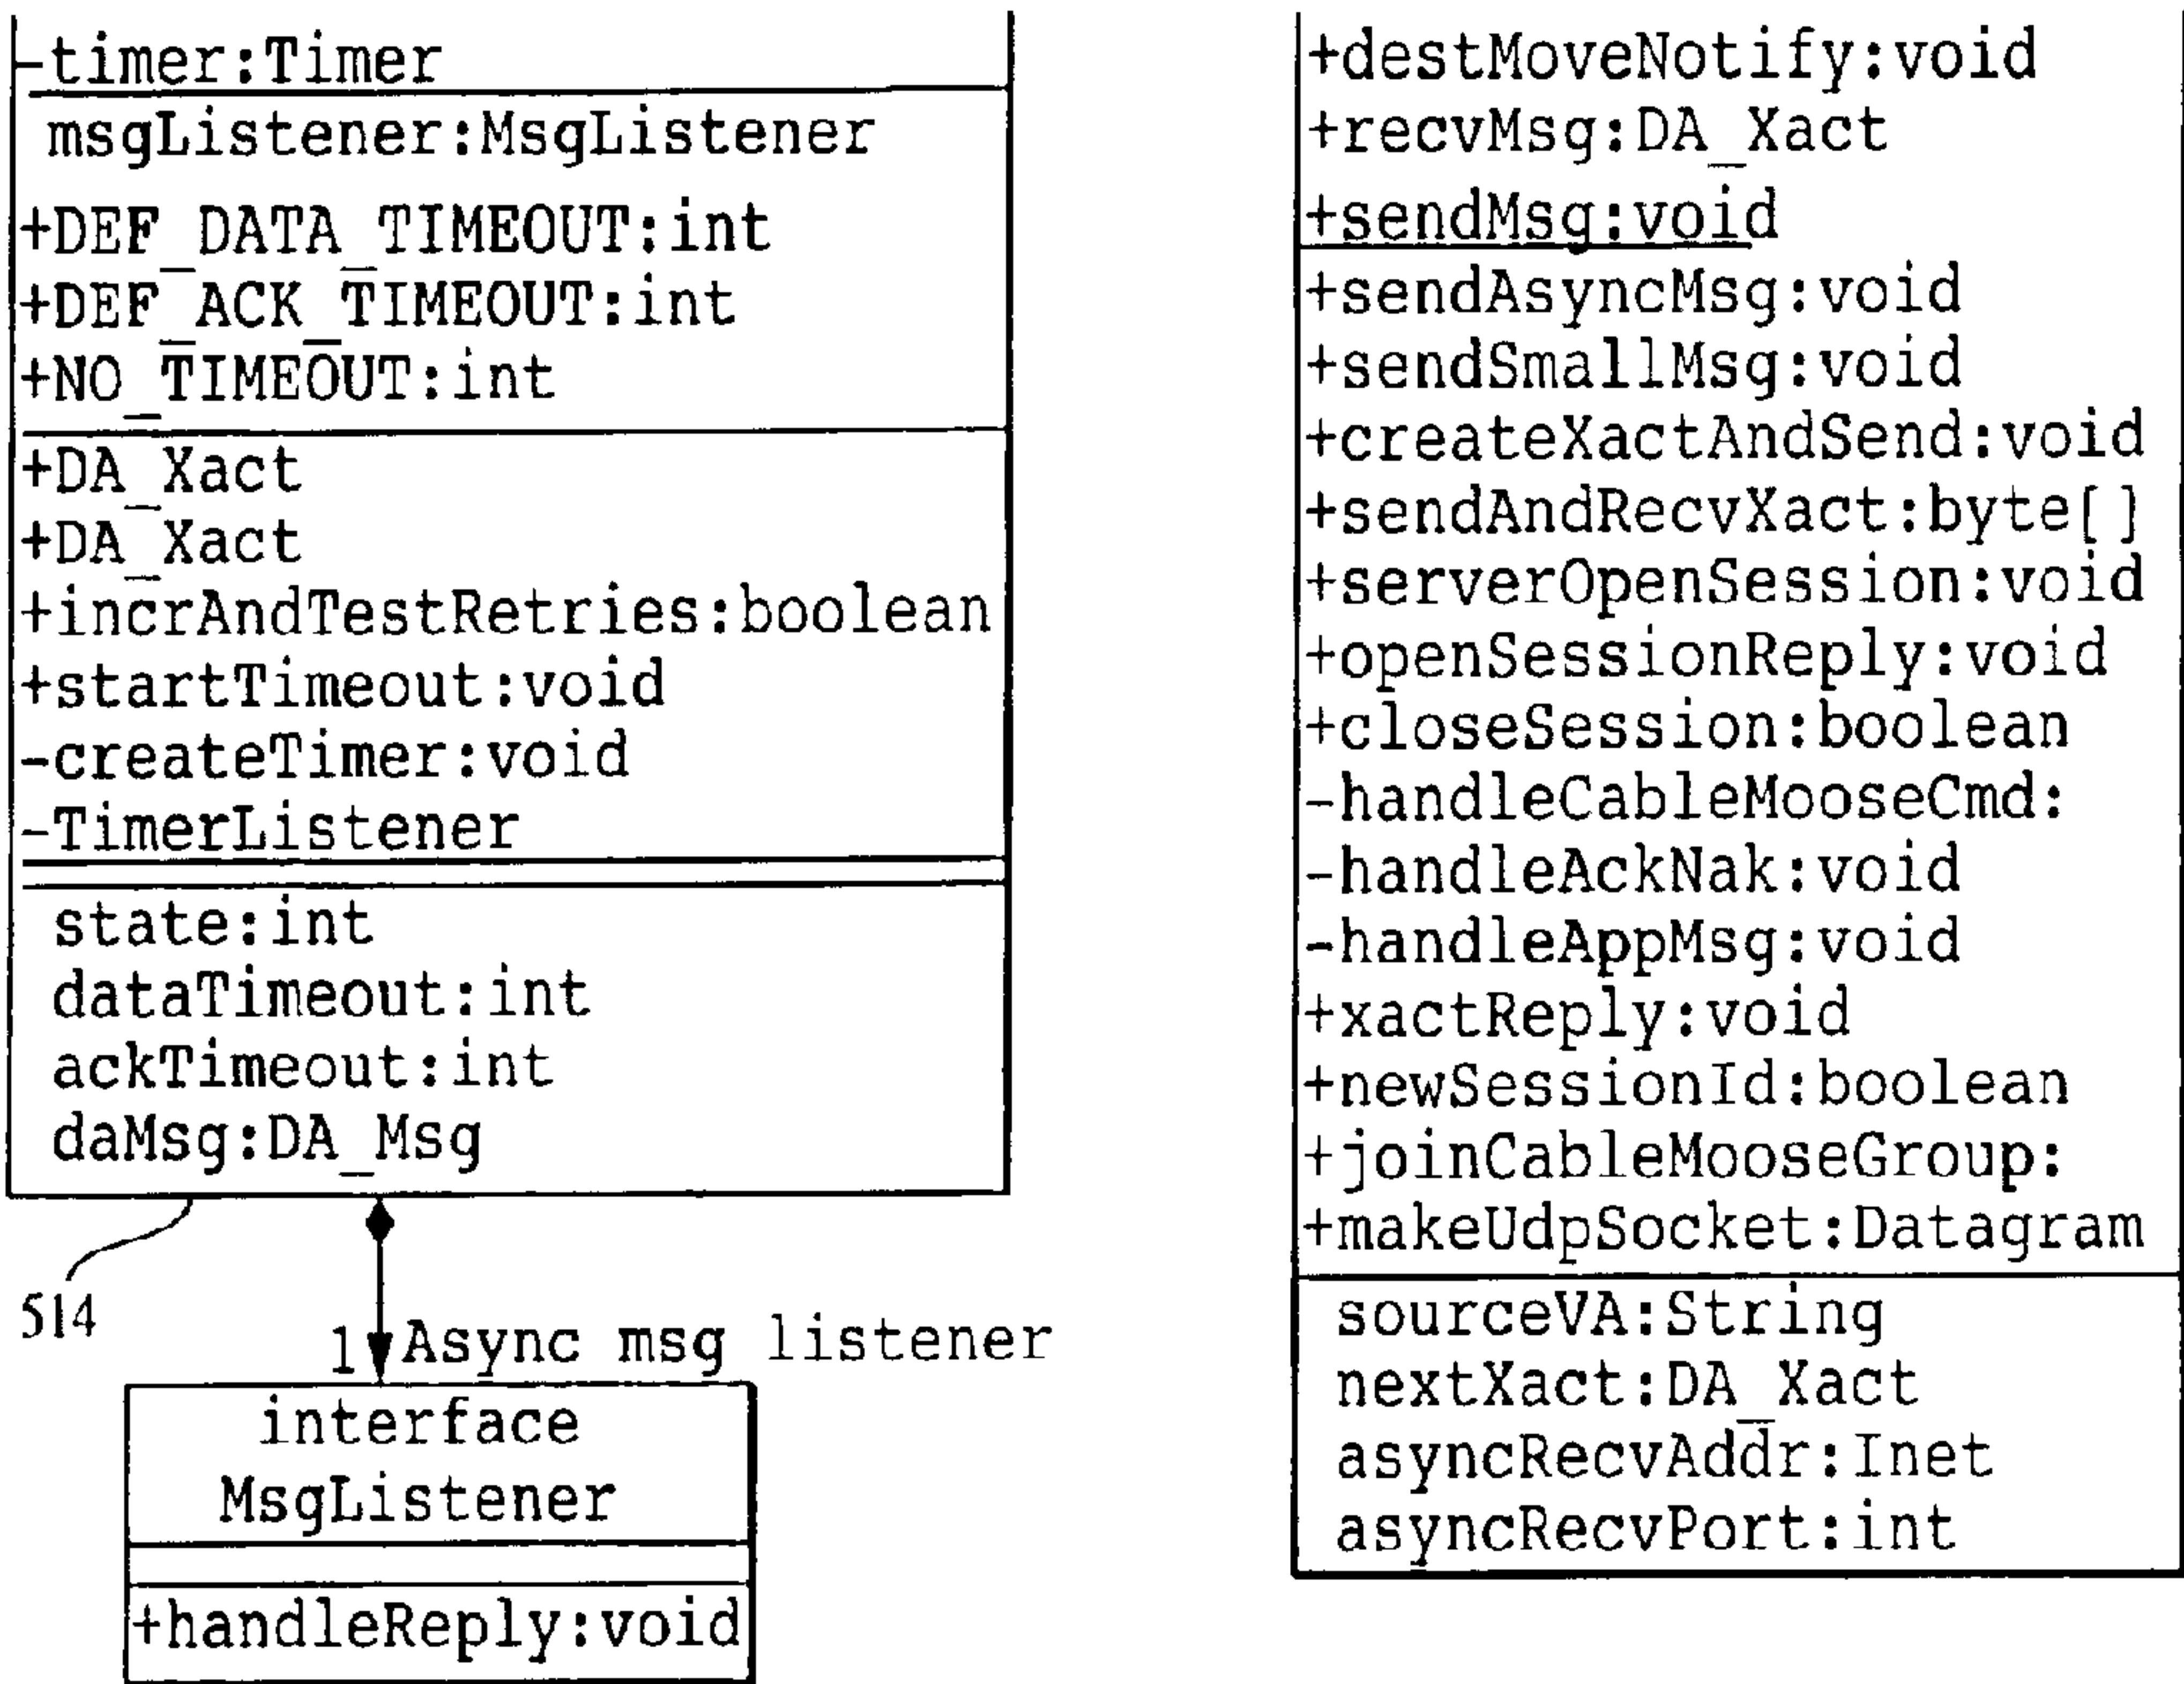 -timer:Timer
msgListener:MsgListener
+DEF_DATA_TIMEOUT:int
+DEF_ACK_TIMEOUT:int
+NO_TIMEOUT:int
+DA_Xact
+DA_Xact
+incrAndTestRetries:boolean
+startTimeout:void
-createTimer:void
-TimerListener
state:int
dataTimeout:int
ackTimeout:int
daMsg:DA_Msg
514
1 Async msg listener
interface
MsgListener
+handleReply:void
+destMoveNotify:void
+recvMsg:DA_Xact
+sendMsg:void
+sendAsyncMsg:void
+sendSmallMsg:void
+createXactAndSend:void
+sendAndRecvXact:byte[]
+serverOpenSession:void
+openSessionReply:void
+closeSession:boolean
-handleCableMooseCmd:
-handleAckNak:void
-handleAppMsg:void
+xactReply:void
+newSessionId:boolean
+joinCableMooseGroup:
+makeUdpSocket:Datagram
sourceVA:String
nextXact:DA_Xact
asyncRecvAddr:Inet
asyncRecvPort:int